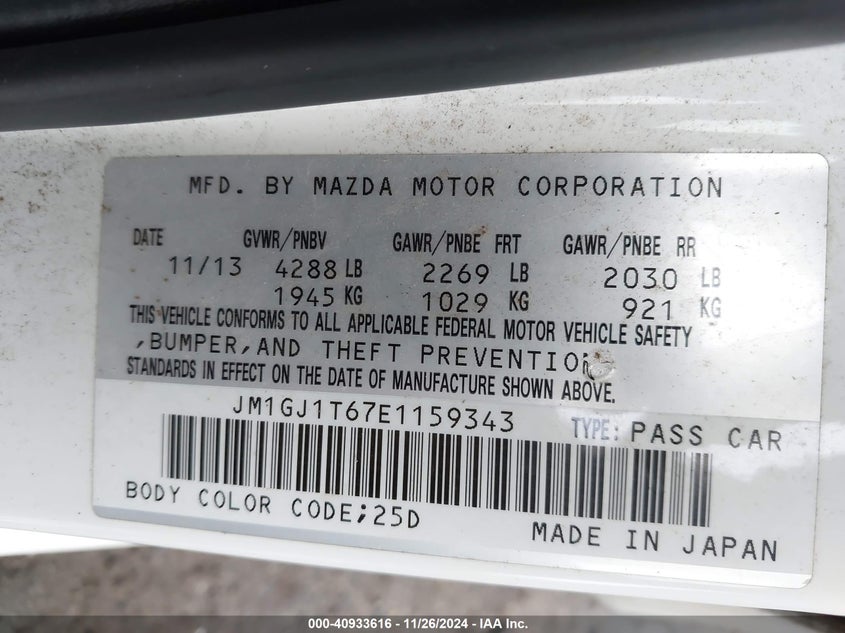 MFD. BY MAZDA MOTOR CORPORATION
DATE GVWR/PNBV GAWR/PNBE FRT GAWR/PNBE RR
11/13 4288 LB 2269 LB 2030 LB
1945 KG 1029 KG 921 KG
THIS VEHICLE CONFORMS TO ALL APPLICABLE FEDERAL MOTOR VEHICLE SAFETY
,BUMPER,AND THEFT PREVENTION
STANDARDS IN EFFECT ON THE DATE OF MANUFACTURE SHOWN ABOVE.
JM1GJ1T67E1159343 TYPE: PASS CAR
BODY COLOR CODE;25D
MADE IN JAPAN
000-40933616 - 11/26/2024 - IAA Inc.